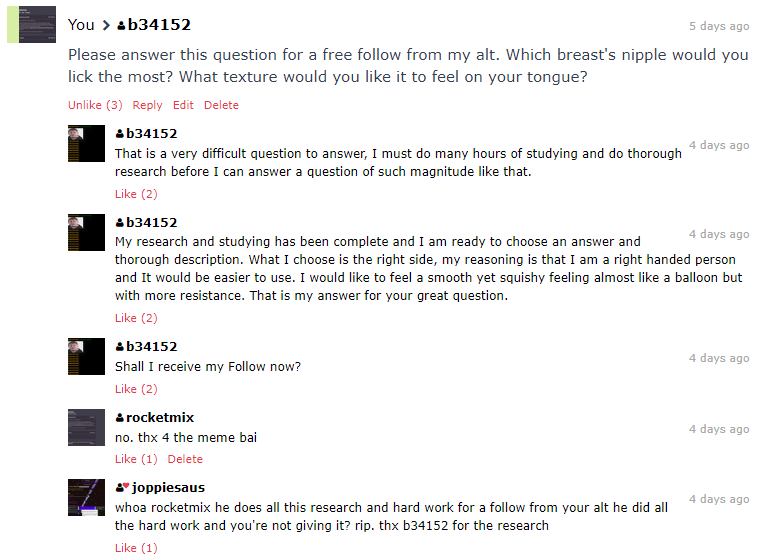 You > b34152
5 days ago
Please answer this question for a free follow from my alt. Which breast's nipple would you
lick the most? What texture would you like it to feel on your tongue?
Unlike (3) Reply Edit Delete
b34152
4 days ago
That is a very difficult question to answer, I must do many hours of studying and do thorough
research before I can answer a question of such magnitude like that.
Like (2)
b34152
4 days ago
My research and studying has been complete and I am ready to choose an answer and
thorough description. What I choose is the right side, my reasoning is that I am a right handed person
and It would be easier to use. I would like to feel a smooth yet squishy feeling almost like a balloon but
with more resistance. That is my answer for your great question.
Like (2)
b34152
4 days ago
Shall I receive my Follow now?
Like (2)
rocketmix
4 days ago
no. thx 4 the meme bai
Like (1) Delete
joppiesaus
4 days ago
whoa rocketmix he does all this research and hard work for a follow from your alt he did all
the hard work and you're not giving it? rip. thx b34152 for the research
Like (1)